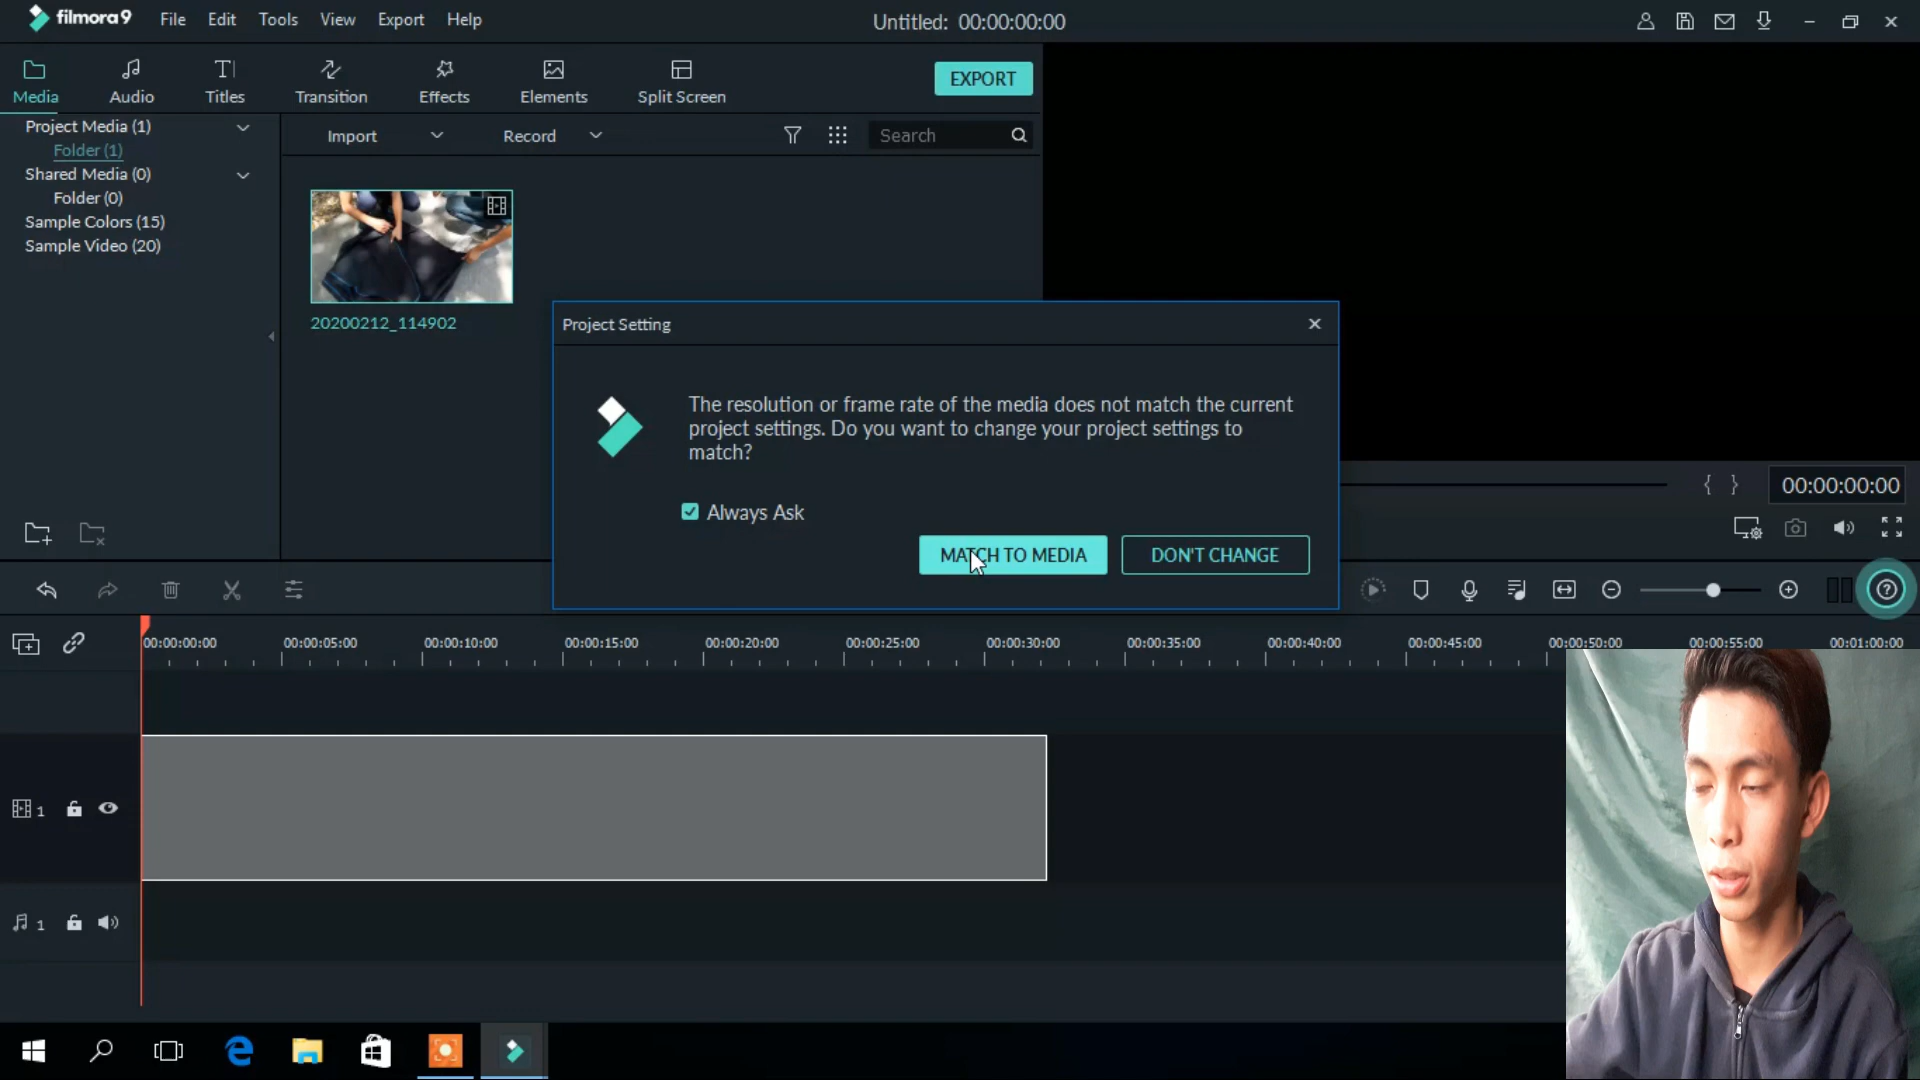 filmora9
File Edit Tools View Export Help
Untitled: 00:00:00:00
Media Audio Titles Transition Effects Elements Split Screen
EXPORT
Project Media (1)
Folder (1)
Shared Media (0)
Folder (0)
Sample Colors (15)
Sample Video (20)
Import Record Search
20200212_114902
Project Setting
The resolution or frame rate of the media does not match the current
project settings. Do you want to change your project settings to
match?
Always Ask
MATCH TO MEDIA DON'T CHANGE
{ } 00:00:00:00
00:00:00:00 00:00:05:00 00:00:10:00 00:00:15:00 00:00:20:00 00:00:25:00 00:00:30:00 00:00:35:00 00:00:40:00 00:00:45:00 00:00:50:00 00:00:55:00 00:01:00:00
1
1